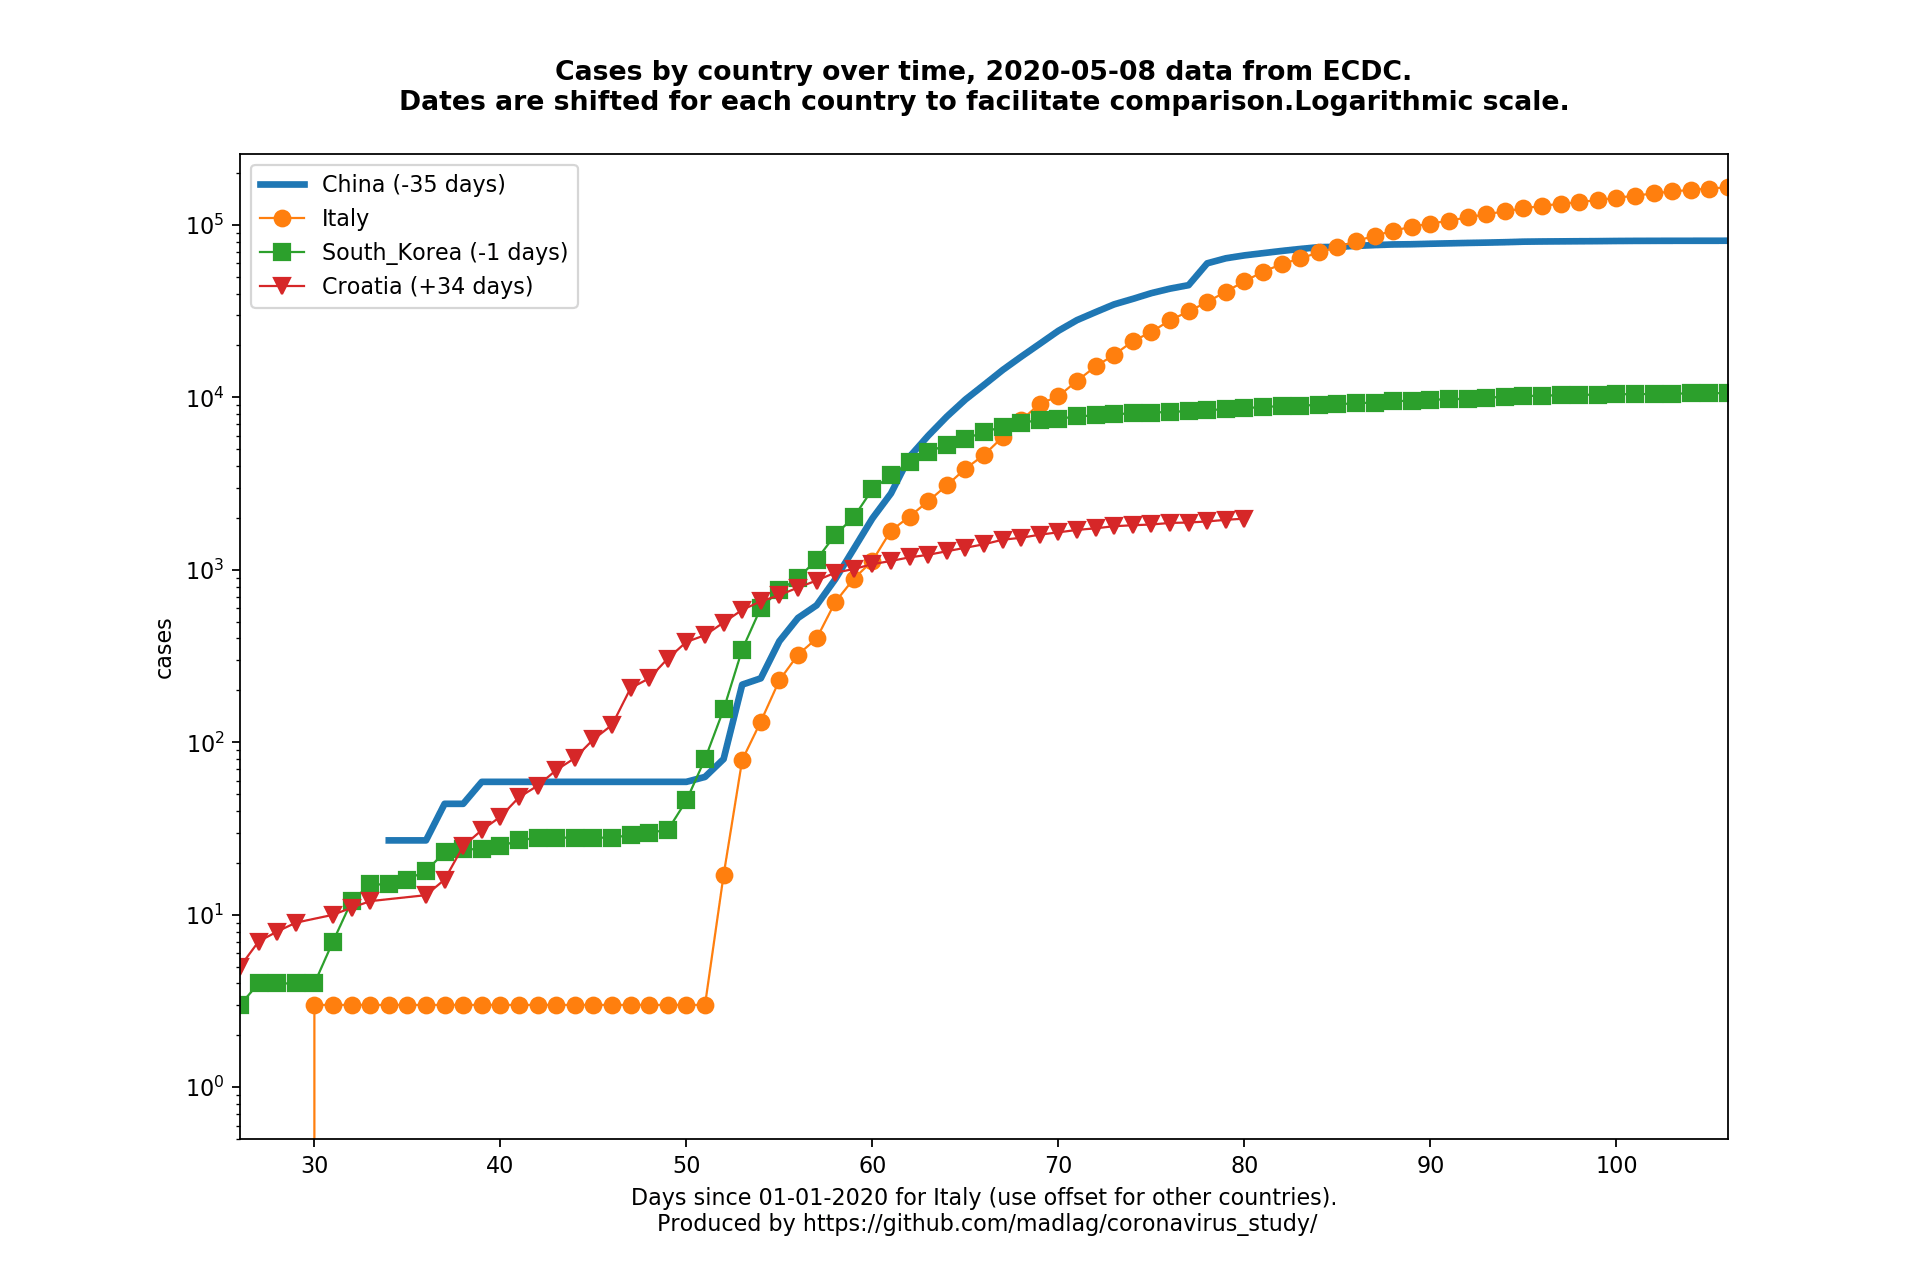 Cases by country over time, 2020-05-08 data from ECDC.
Dates are shifted for each country to facilitate comparison.Logarithmic scale.
China (-35 days)
Italy
South_Korea (-1 days)
Croatia (+34 days)
10⁵
10⁴
10³
10²
10¹
10⁰
cases
30 40 50 60 70 80 90 100
Days since 01-01-2020 for Italy (use offset for other countries).
Produced by https://github.com/madlag/coronavirus_study/